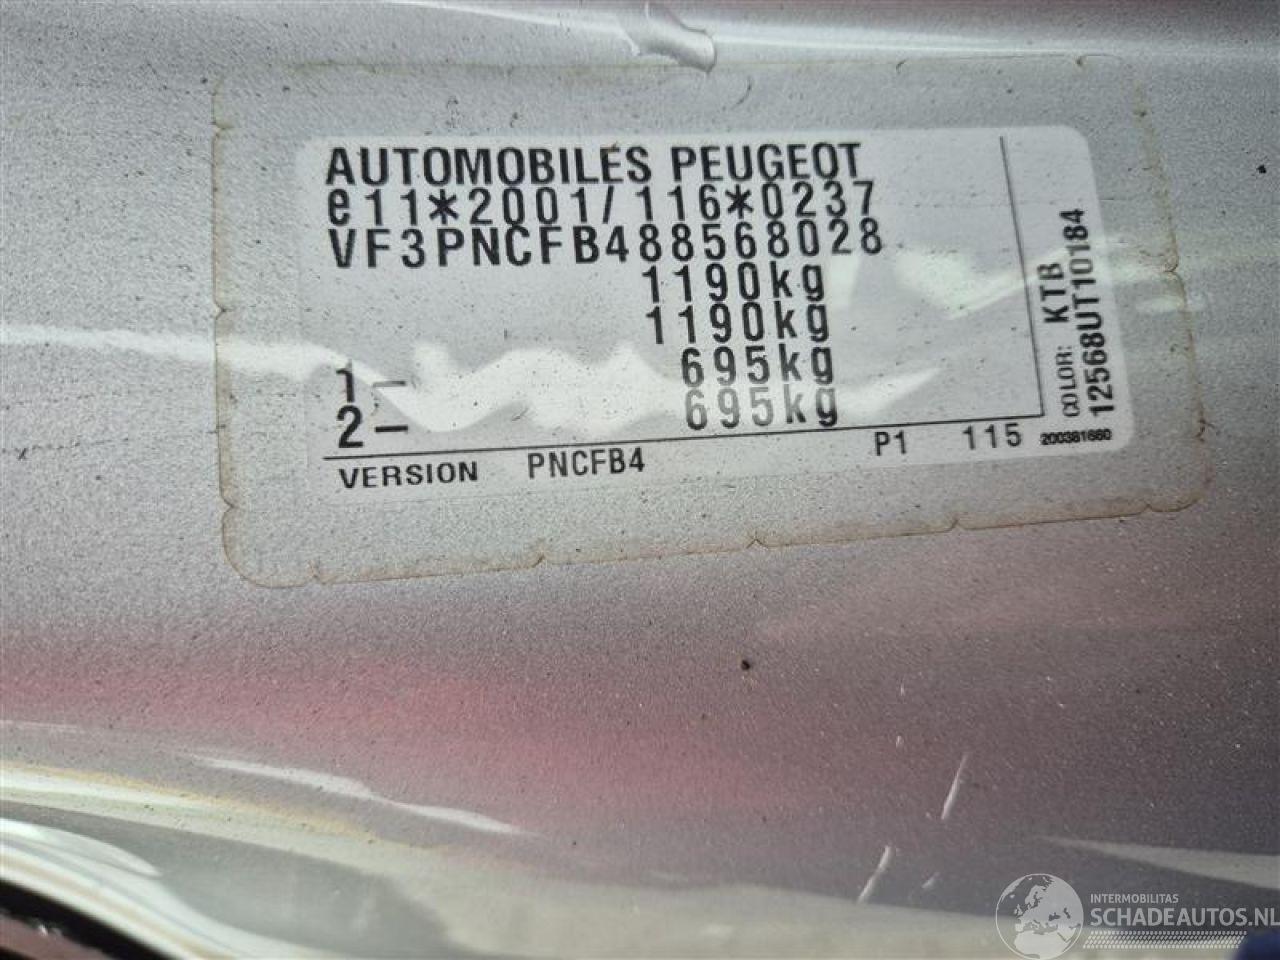 AUTOMOBILES PEUGEOT
e11*2001/116*0237
VF3PNCFB488568028
1190kg
1190kg
1- 695kg
2- 695kg
VERSION PNCFB4 P1 115
COLOR: KTB
12568UT10184
200381660
INTERMOBILITAS
SCHADEAUTOS.NL